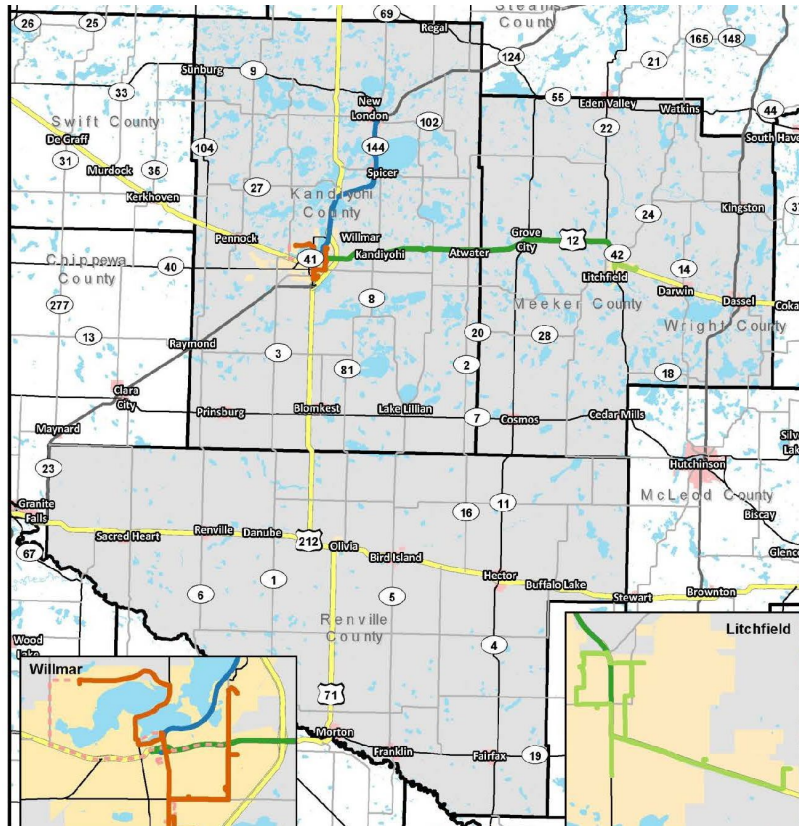 Stearns
County
69
Regal
26
25
165
148
124
21
Sunburg
9
33
55
Eden Valley
Watkins
44
New
London
Swift County
102
22
South Have
De Graff
104
144
31
Murdock
35
Spicer
Kerkhoven
27
Kandiyohi
County
24
Kingston
Pennock
Willmar
Grove
City
12
Kandiyohi
Atwater
42
Chippewa
County
40
41
Litchfield
14
Darwin
277
8
Meeker County
Dassel
Coka
Wright County
13
20
28
Raymond
3
2
18
81
Clara
City
Prinsburg
Blomkest
Lake Lillian
7
Cosmos
Cedar Mills
Maynard
Silv
Lak
23
Hutchinson
McLeod County
16
11
Granite
Falls
Biscay
Renville
Danube
Sacred Heart
212
Olivia
Glenc
67
Bird Island
Hector
Buffalo Lake
1
Stewart
Brownton
6
5
Renville
County
Wood
Lake
4
Litchfield
Willmar
71
Morton
Franklin
Fairfax
19